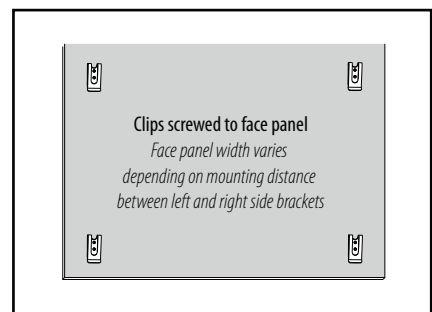 Clips screwed to face panel
Face panel width varies
depending on mounting distance
between left and right side brackets